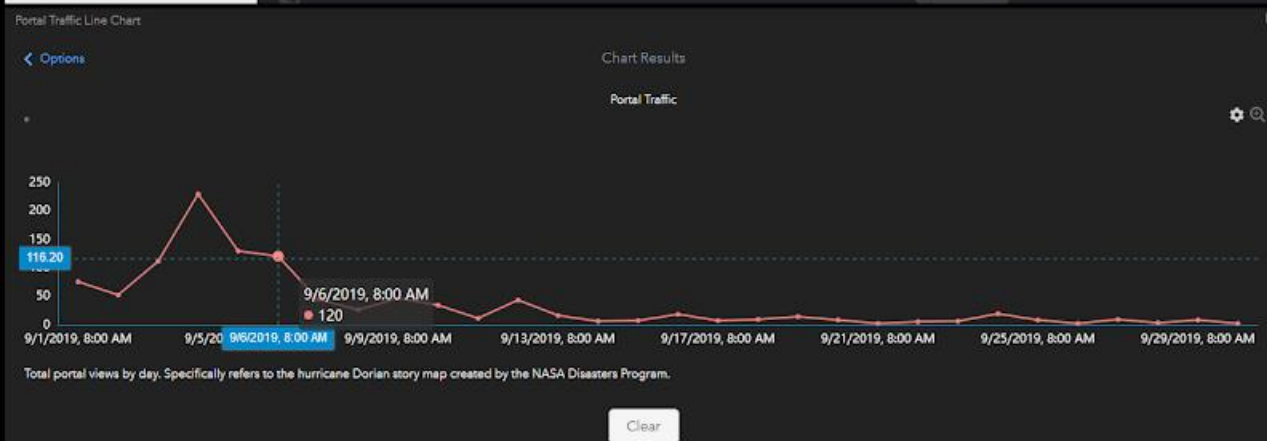 Portal Traffic Line Chart
Options
Chart Results
Portal Traffic
250
200
150
116.20
50
9/6/2019, 8:00 AM
120
0
9/1/2019, 8:00 AM 9/5/20 9/6/2019, 8:00 AM 9/9/2019, 8:00 AM 9/13/2019, 8:00 AM 9/17/2019, 8:00 AM 9/21/2019, 8:00 AM 9/25/2019, 8:00 AM 9/29/2019, 8:00 AM
Total portal views by day. Specifically refers to the hurricane Dorian story map created by the NASA Disasters Program.
Clear